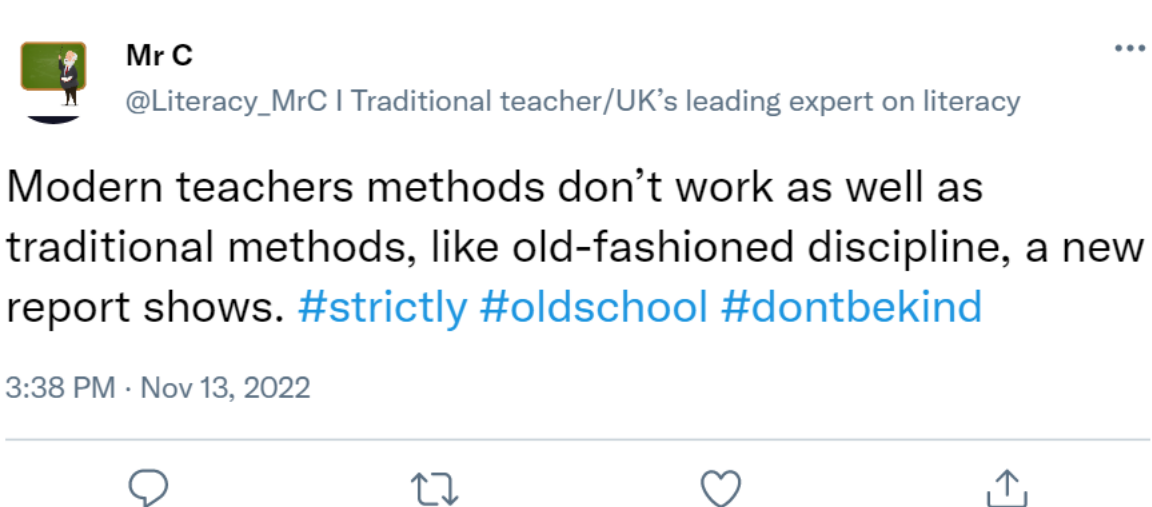 Mr C
@Literacy_MrC I Traditional teacher/UK’s leading expert on literacy
Modern teachers methods don’t work as well as
traditional methods, like old-fashioned discipline, a new
report shows. #strictly #oldschool #dontbekind
3:38 PM · Nov 13, 2022